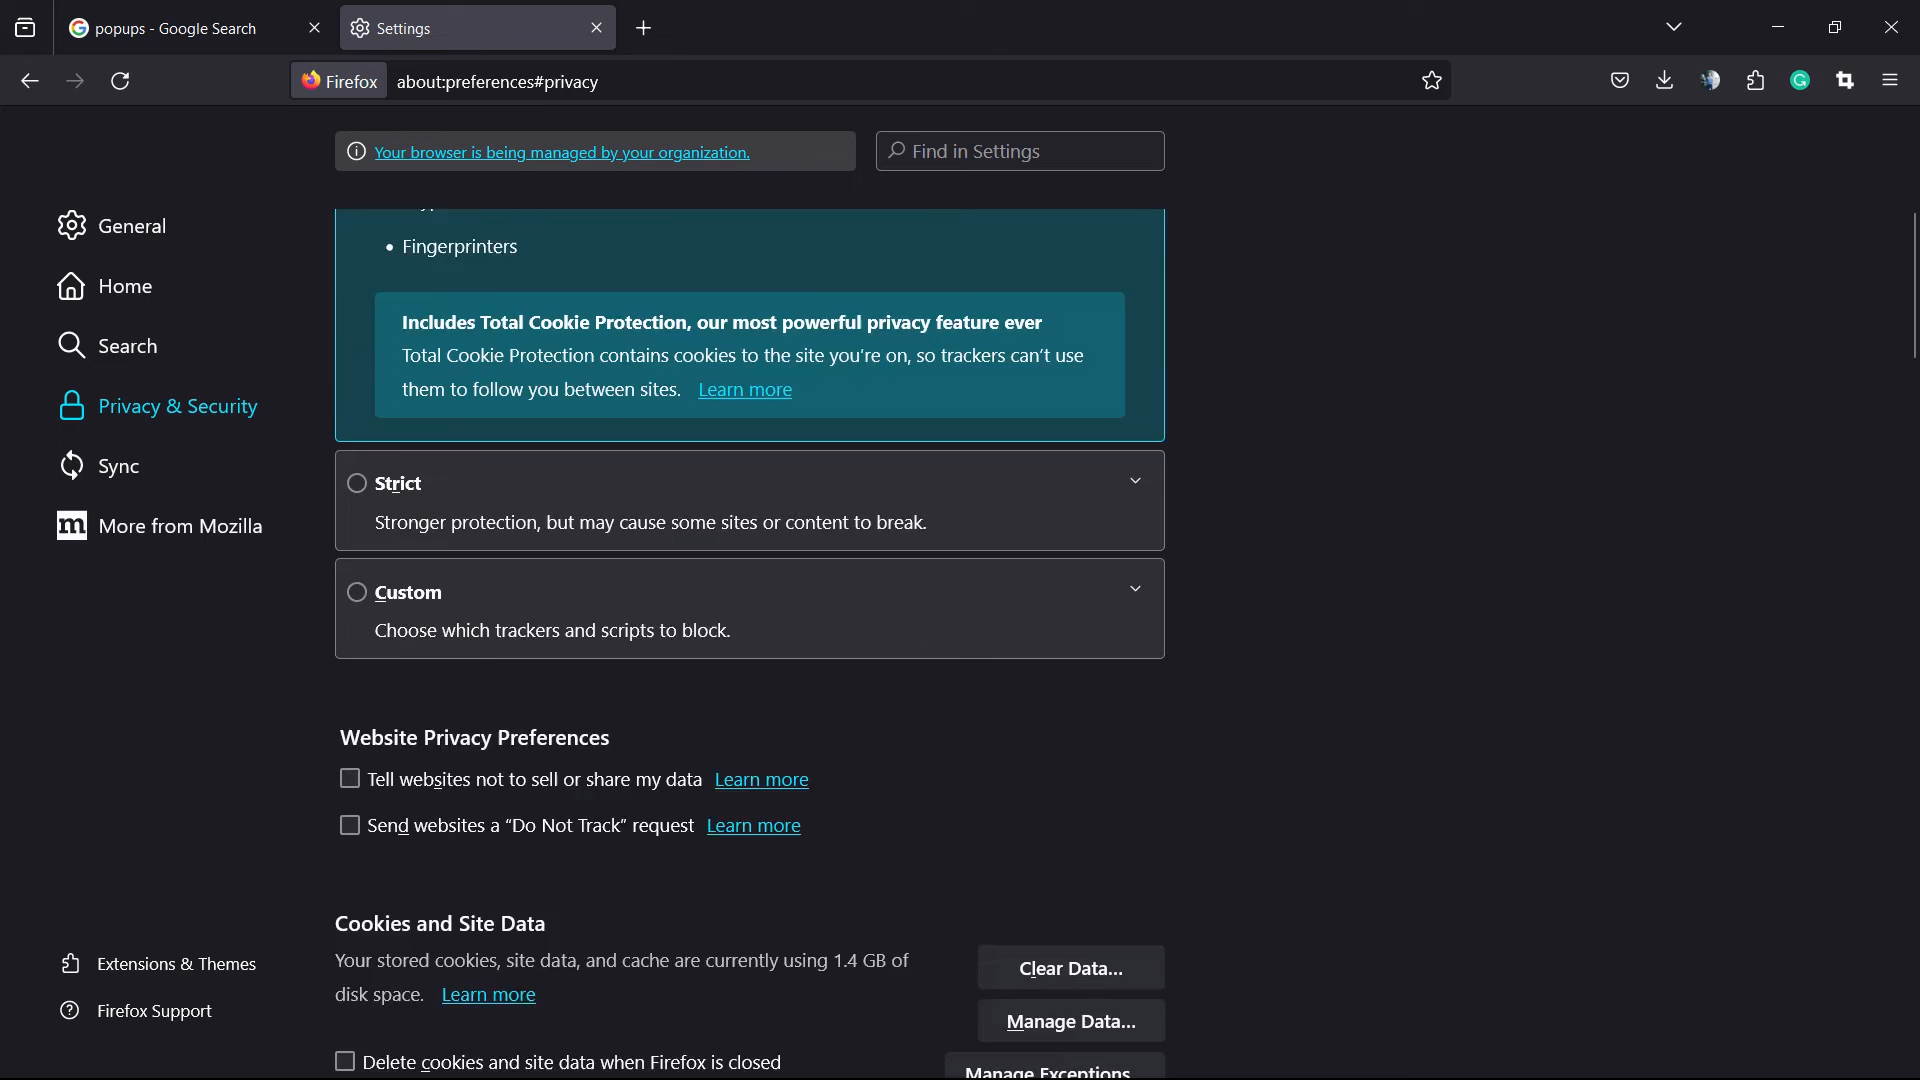 popups - Google Search
Settings
Firefox
about:preferences#privacy
Your browser is being managed by your organization.
Find in Settings
General
Home
Search
Privacy & Security
Sync
More from Mozilla
Extensions & Themes
Firefox Support
• Fingerprinters
Includes Total Cookie Protection, our most powerful privacy feature ever
Total Cookie Protection contains cookies to the site you're on, so trackers can't use
them to follow you between sites. Learn more
Strict
Stronger protection, but may cause some sites or content to break.
Custom
Choose which trackers and scripts to block.
Website Privacy Preferences
Tell websites not to sell or share my data Learn more
Send websites a “Do Not Track” request Learn more
Cookies and Site Data
Your stored cookies, site data, and cache are currently using 1.4 GB of
disk space. Learn more
Clear Data...
Manage Data...
Delete cookies and site data when Firefox is closed
Manage Exceptions